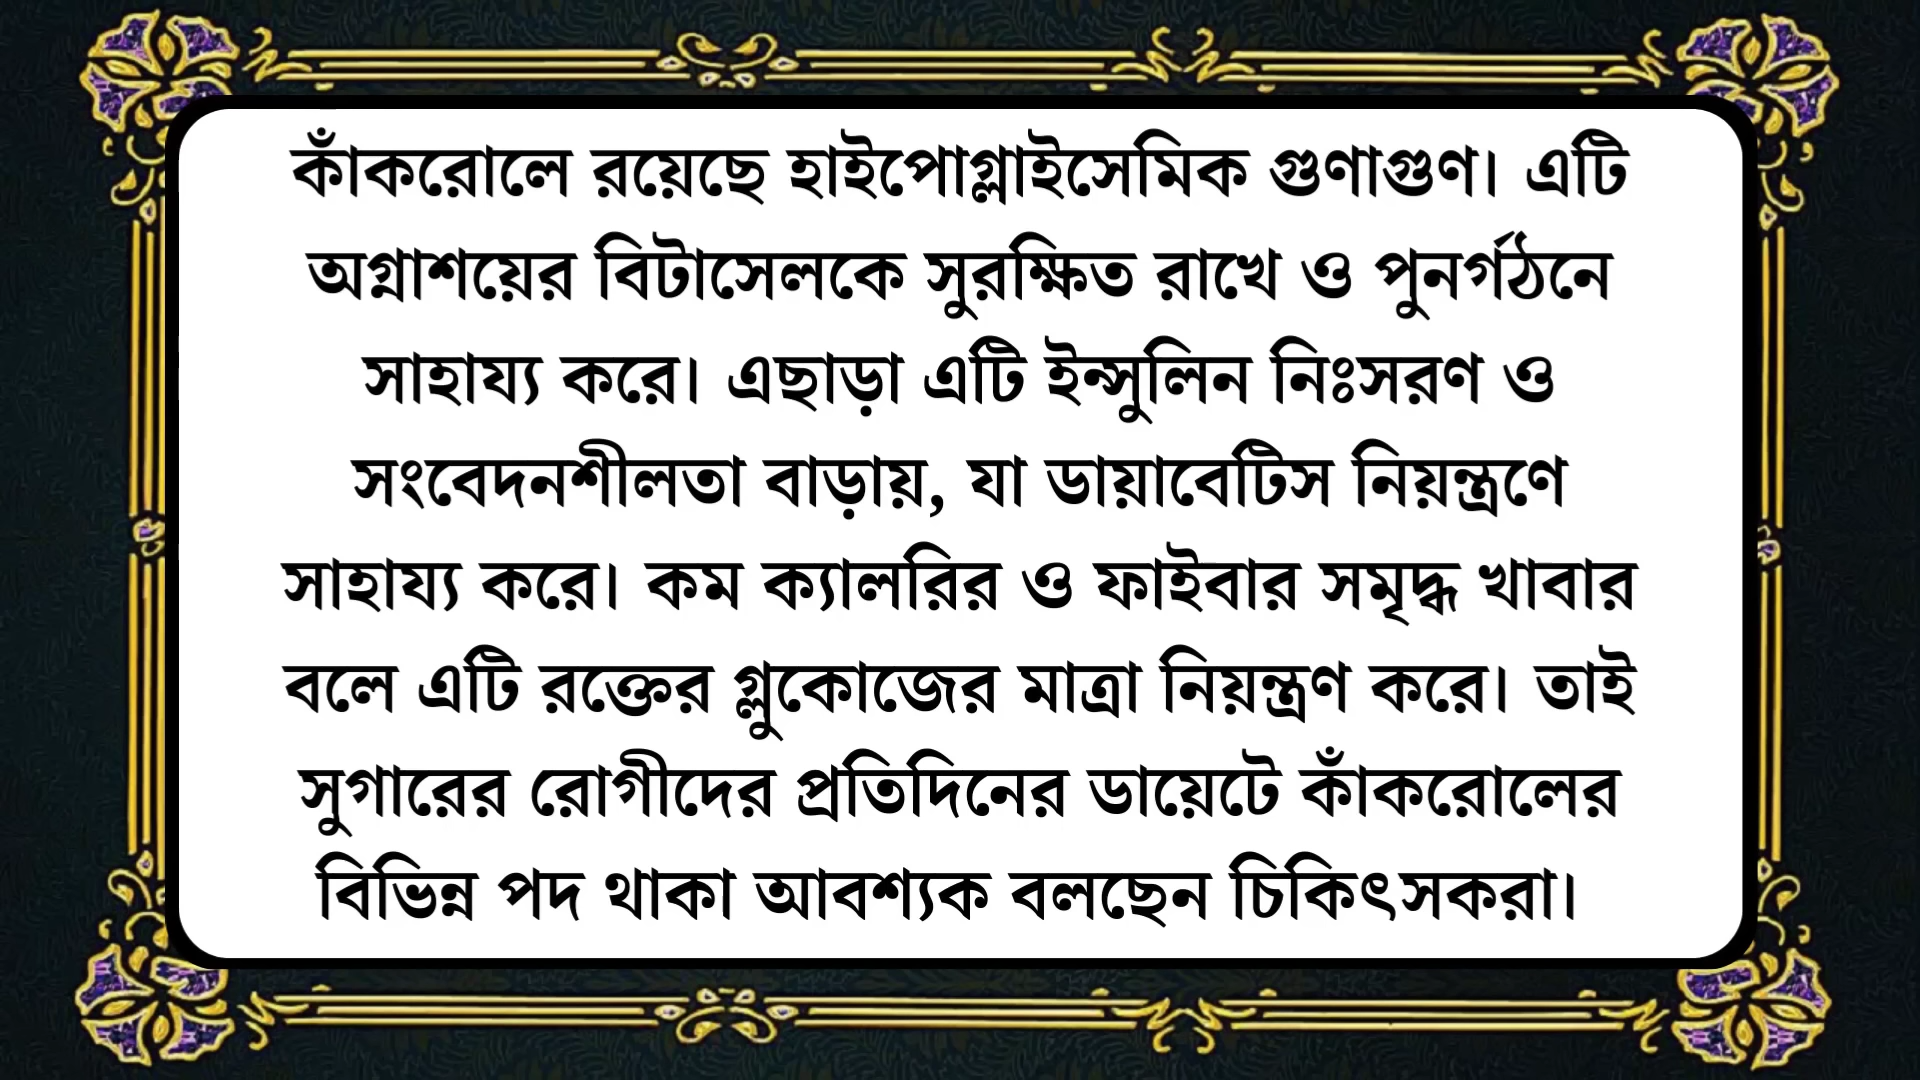 কাঁকরোলে রয়েছে হাইপোগ্লাইসেমিক গুণাগুণ। এটি
অগ্নাশয়ের বিটাসেলকে সুরক্ষিত রাখে ও পুনর্গঠনে
সাহায্য করে। এছাড়া এটি ইন্সুলিন নিঃসরণ ও
সংবেদনশীলতা বাড়ায়, যা ডায়াবেটিস নিয়ন্ত্রণে
সাহায্য করে। কম ক্যালরির ও ফাইবার সমৃদ্ধ খাবার
বলে এটি রক্তের গ্লুকোজের মাত্রা নিয়ন্ত্রণ করে। তাই
সুগারের রোগীদের প্রতিদিনের ডায়েটে কাঁকরোলের
বিভিন্ন পদ থাকা আবশ্যক বলছেন চিকিৎসকরা।